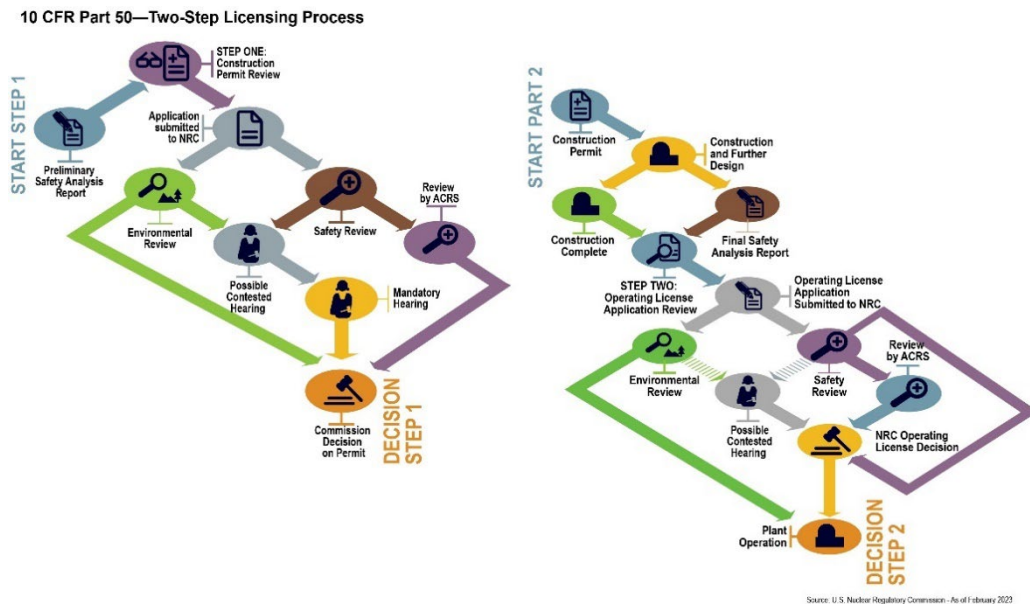 10 CFR Part 50—Two-Step Licensing Process
START STEP 1
STEP ONE:
Construction
Permit Review
Application
submitted
to NRC
Preliminary
Safety Analysis
Report
Environmental
Review
Safety Review
Review
by ACRS
Possible
Contested
Hearing
Mandatory
Hearing
Commission
Decision
on Permit
DECISION
STEP 1
START PART 2
Construction
Permit
Construction
and Further
Design
Construction
Complete
Final Safety
Analysis Report
STEP TWO:
Operating License
Application Review
Operating License
Application
Submitted to NRC
Environmental
Review
Safety
Review
Review
by ACRS
Possible
Contested
Hearing
NRC Operating
License Decision
Plant
Operation
DECISION
STEP 2
Source: U.S. Nuclear Regulatory Commission - As of February 2023